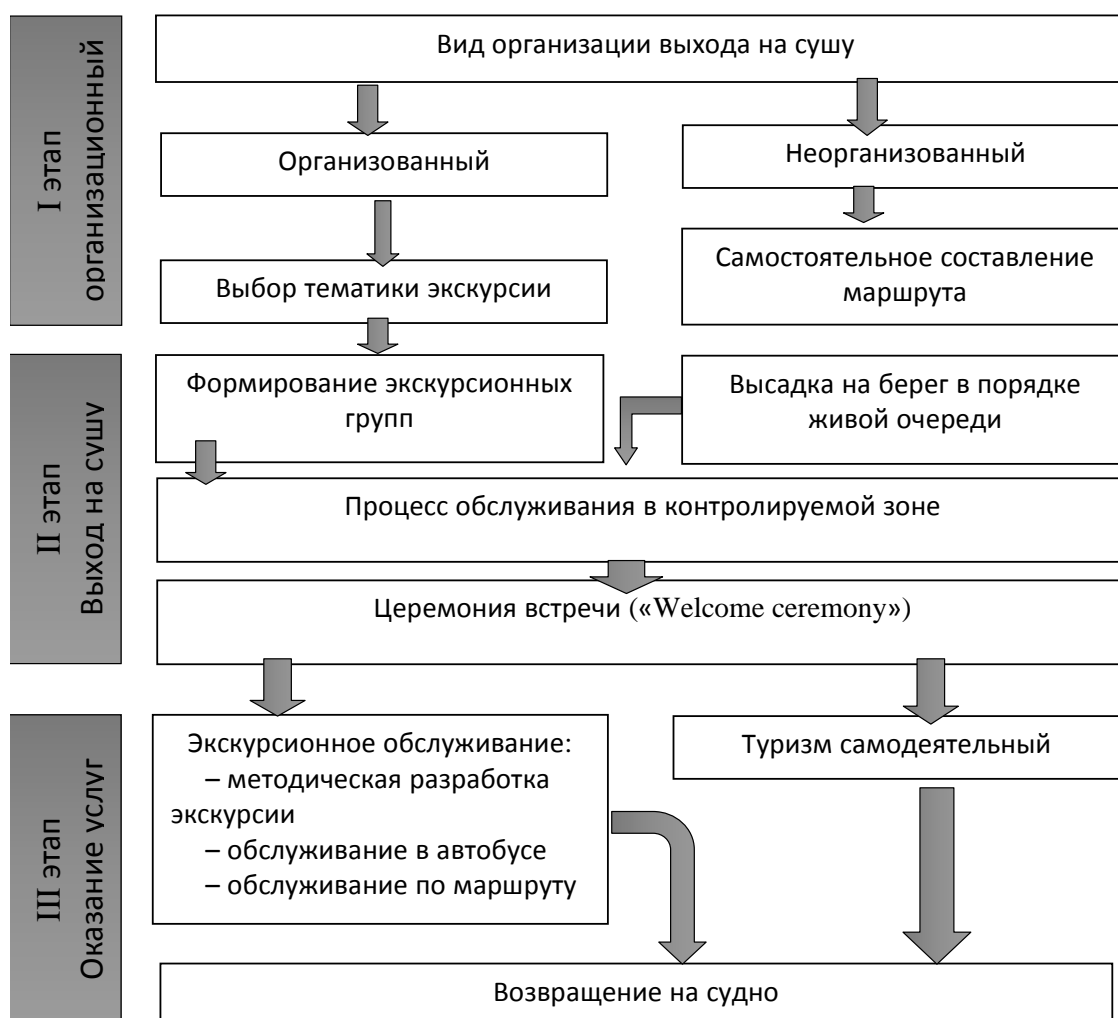 Вид организации выхода на сушу
I этап
организационный
Организованный
Неорганизованный
Выбор тематики экскурсии
Самостоятельное составление
маршрута
II этап
Выход на сушу
Формирование экскурсионных
групп
Высадка на берег в порядке
живой очереди
Процесс обслуживания в контролируемой зоне
Церемония встречи («Welcome ceremony»)
III этап
Оказание услуг
Экскурсионное обслуживание:
– методическая разработка
экскурсии
– обслуживание в автобусе
– обслуживание по маршруту
Туризм самодеятельный
Возвращение на судно